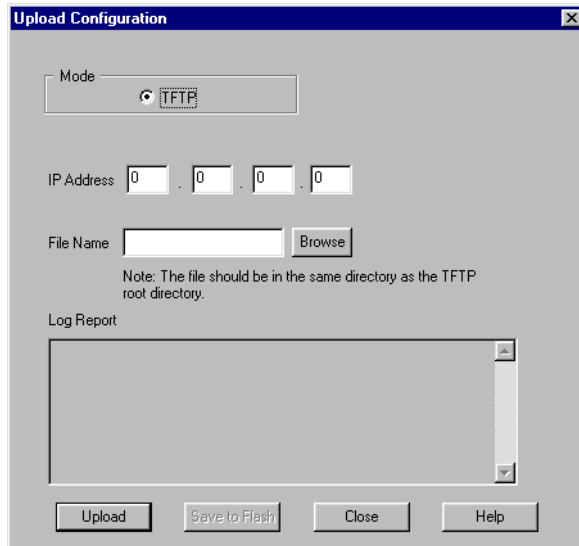 Upload Configuration
Mode
TFTP
IP Address 0 . 0 . 0 . 0
File Name Browse
Note: The file should be in the same directory as the TFTP
root directory.
Log Report
Upload Save to Flash Close Help